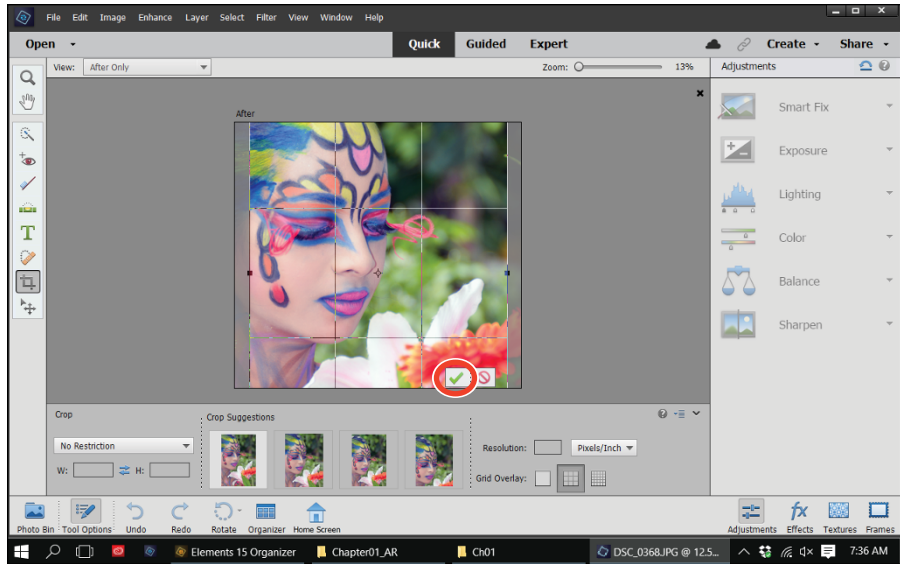 File Edit Image Enhance Layer Select Filter View Window Help
Open
Quick Guided Expert
Create Share
View: After Only
Zoom: 13%
Adjustments
After
Smart Fix
Exposure
Lighting
Color
Balance
Sharpen
T
Crop
Crop Suggestions
No Restriction
W: H:
Resolution: Pixels/Inch
Grid Overlay:
Photo Bin Tool Options Undo Redo Rotate Organizer Home Screen
fx
Adjustments Effects Textures Frames
Elements 15 Organizer Chapter01_AR Ch01 DSC_0368.JPG @ 12.5... 7:36 AM